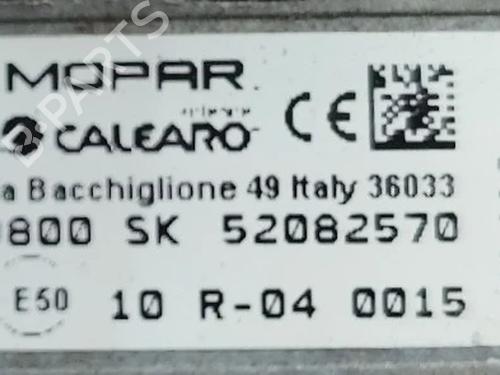 MOPAR
CALEARO
CE
a Bacchiglione 49 Italy 36033
0800 SK 52082570
E50 10 R-04 0015